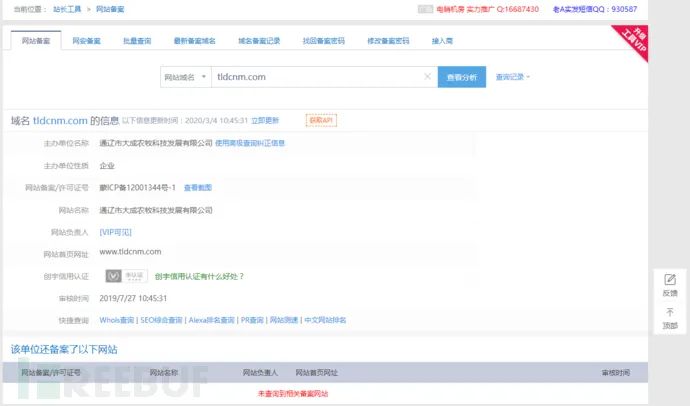 当前位置： 站长工具 > 网站备案 广告 电销机房 实力商广 Q:16687430 老A实发短信QQ：930587
网站备案 网安备案 批量查询 最新备案域名 域名备案记录 找回备案密码 修改备案密码 接入商
升级
工具VIP
网站域名 tldcnm.com 查看分析 查询记录
域名 tldcnm.com 的信息 以下信息更新时间：2020/3/4 10:45:31 立即更新 获取API
主办单位名称 通辽市大成农牧科技发展有限公司 使用高级查询纠正信息
主办单位性质 企业
网站备案/许可证号 蒙ICP备12001344号-1 查看截图
网站名称 通辽市大成农牧科技发展有限公司
网站负责人 [VIP可见]
网站首页网址 www.tldcnm.com
创宇信用认证 未认证 创宇信用认证有什么好处？
审核时间 2019/7/27 10:45:31
快捷查询 Whois查询 | SEO综合查询 | Alexa排名查询 | PR查询 | 网站测速 | 中文网站排名
反馈
顶部
该单位还备案了以下网站
网站备案/许可证号 网站名称 网站负责人 网站首页网址 审核时间
未查询到相关备案网站
FREEBUF